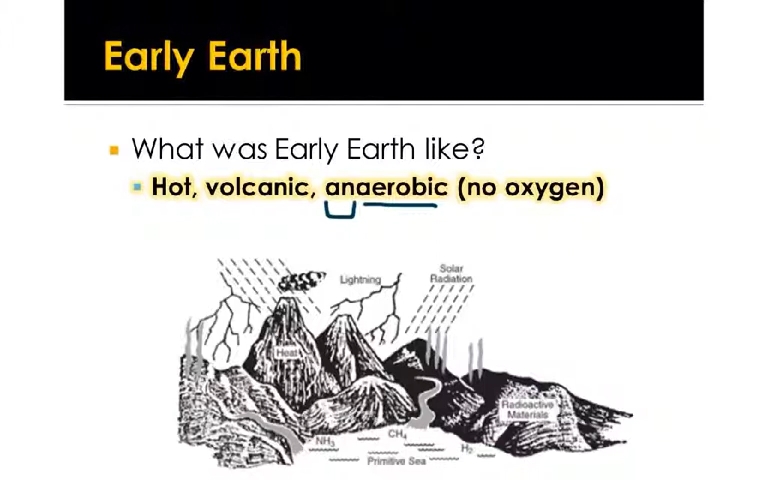 Early Earth
What was Early Earth like?
Hot, volcanic, anaerobic (no oxygen)
Lightning
Solar
Radiation
Heat
Radioactive
Materials
NH₃
CH₄
H₂
Primitive Sea